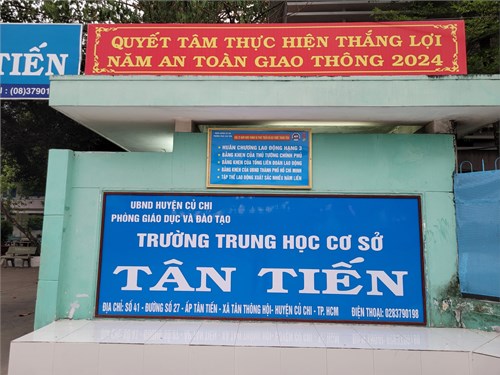 QUYẾT TÂM THỰC HIỆN THẮNG LỢI
NĂM AN TOÀN GIAO THÔNG 2024
TIẾN
: (08)37901
HUÂN CHƯƠNG LAO ĐỘNG HẠNG 3
BẰNG KHEN CỦA THỦ TƯỚNG CHÍNH PHỦ
BẰNG KHEN CỦA TỔNG LIÊN ĐOÀN LAO ĐỘNG
BẰNG KHEN CỦA UBND THÀNH PHỐ HỒ CHÍ MINH
TẬP THỂ LAO ĐỘNG XUẤT SẮC NHIỀU NĂM LIỀN
UBND HUYỆN CỦ CHI
PHÒNG GIÁO DỤC VÀ ĐÀO TẠO
TRƯỜNG TRUNG HỌC CƠ SỞ
TÂN TIẾN
ĐỊA CHỈ: SỐ 41 - ĐƯỜNG SỐ 27 - ẤP TÂN TIẾN - XÃ TÂN THÔNG HỘI - HUYỆN CỦ CHI - TP. HCM ĐIỆN THOẠI: 0283790198